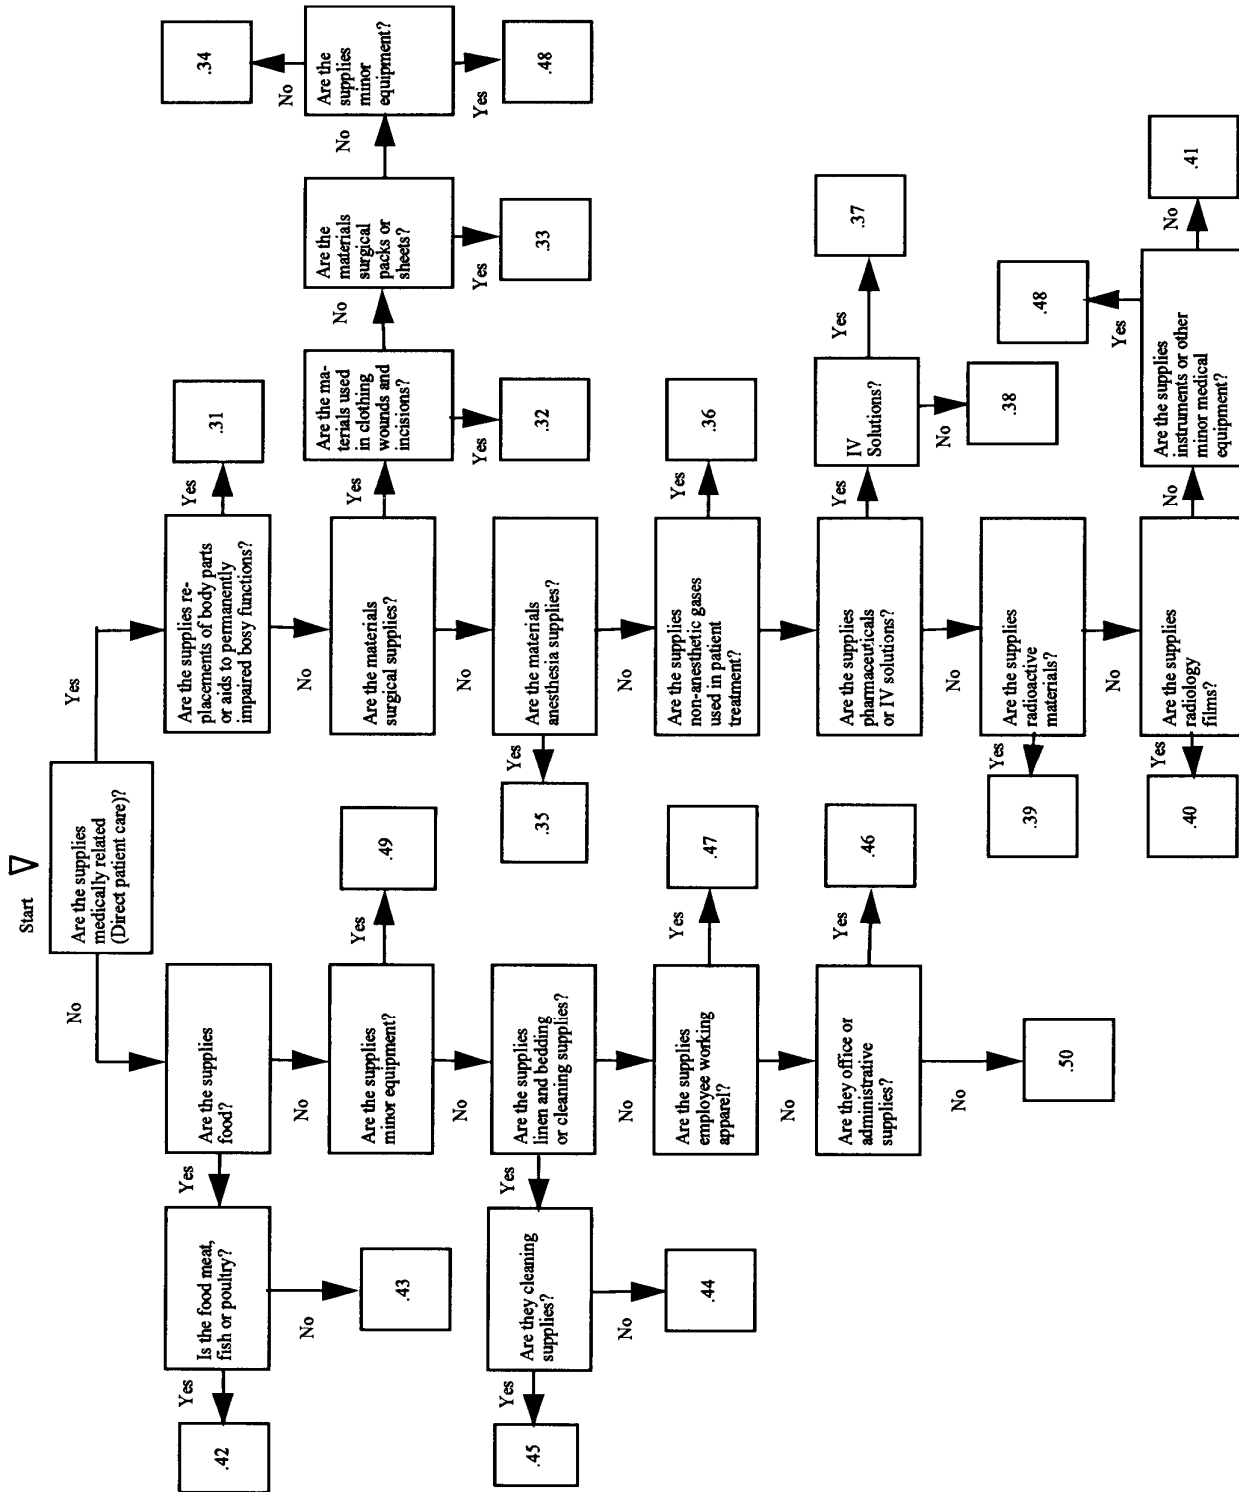 Start
Are the supplies
medically related
(Direct patient care)?
No
Yes
Are the supplies
food?
Yes
Is the food meat,
fish or poultry?
Yes
.42
No
.43
No
Are the supplies
minor equipment?
Yes
.49
No
Are the supplies
linen and bedding
or cleaning supplies?
Yes
Are they cleaning
supplies?
Yes
.45
No
.44
No
Are the supplies
employee working
apparel?
Yes
.47
No
Are they office or
administrative
supplies?
Yes
.46
No
.50
Are the supplies re-
placements of body parts
or aids to permanently
impaired bosy functions?
Yes
.31
No
Are the materials
surgical supplies?
Yes
Are the ma-
terials used
in clothing
wounds and
incisions?
Yes
.32
No
Are the
materials
surgical
packs or
sheets?
Yes
.33
No
Are the
supplies
minor
equipment?
No
.34
Yes
.48
No
Are the materials
anesthesia supplies?
Yes
.35
No
Are the supplies
non-anesthetic gases
used in patient
treatment?
Yes
.36
No
Are the supplies
pharmaceuticals
or IV solutions?
Yes
IV
Solutions?
Yes
.37
No
.38
No
Are the supplies
radioactive
materials?
Yes
.39
No
Are the supplies
radiology
films?
Yes
.40
No
Are the supplies
instruments or other
minor medical
equipment?
Yes
.48
No
.41